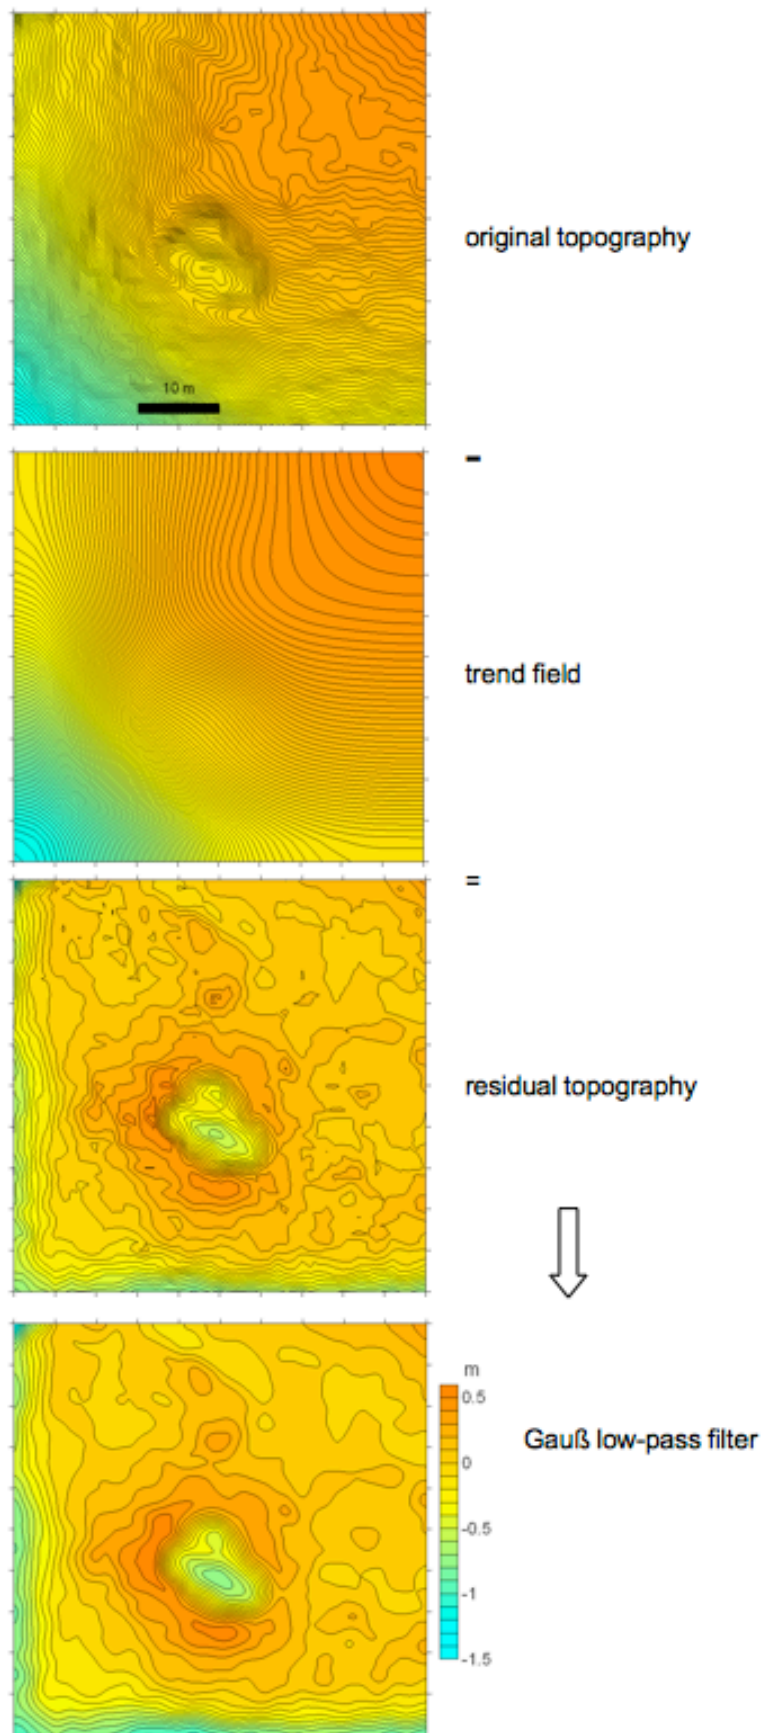 original topography
10 m
-
trend field
=
residual topography
m
0.5
Gauß low-pass filter
0
-0.5
-1
-1.5